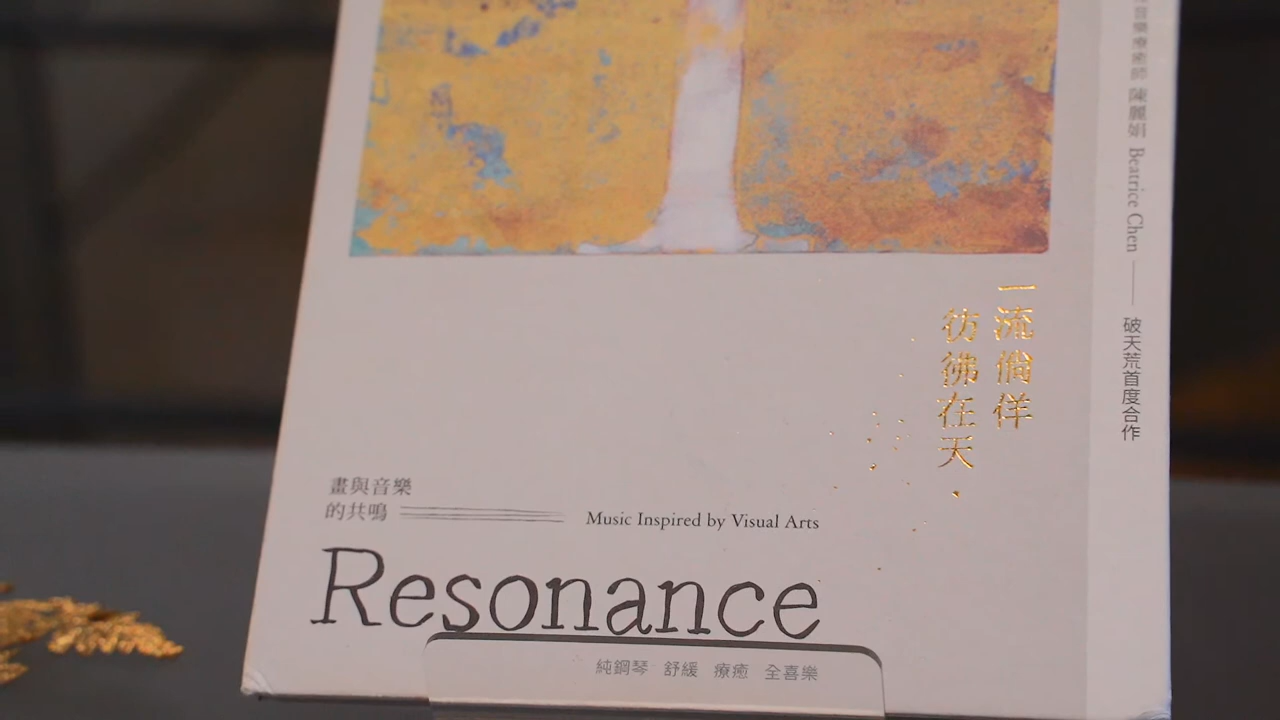 音樂療癒師 陳麗娟 Beatrice Chen —— 破天荒首度合作
一流倘佯
彷彿在天
畫與音樂
的共鳴
Music Inspired by Visual Arts
Resonance
純鋼琴 舒緩 療癒 全喜樂